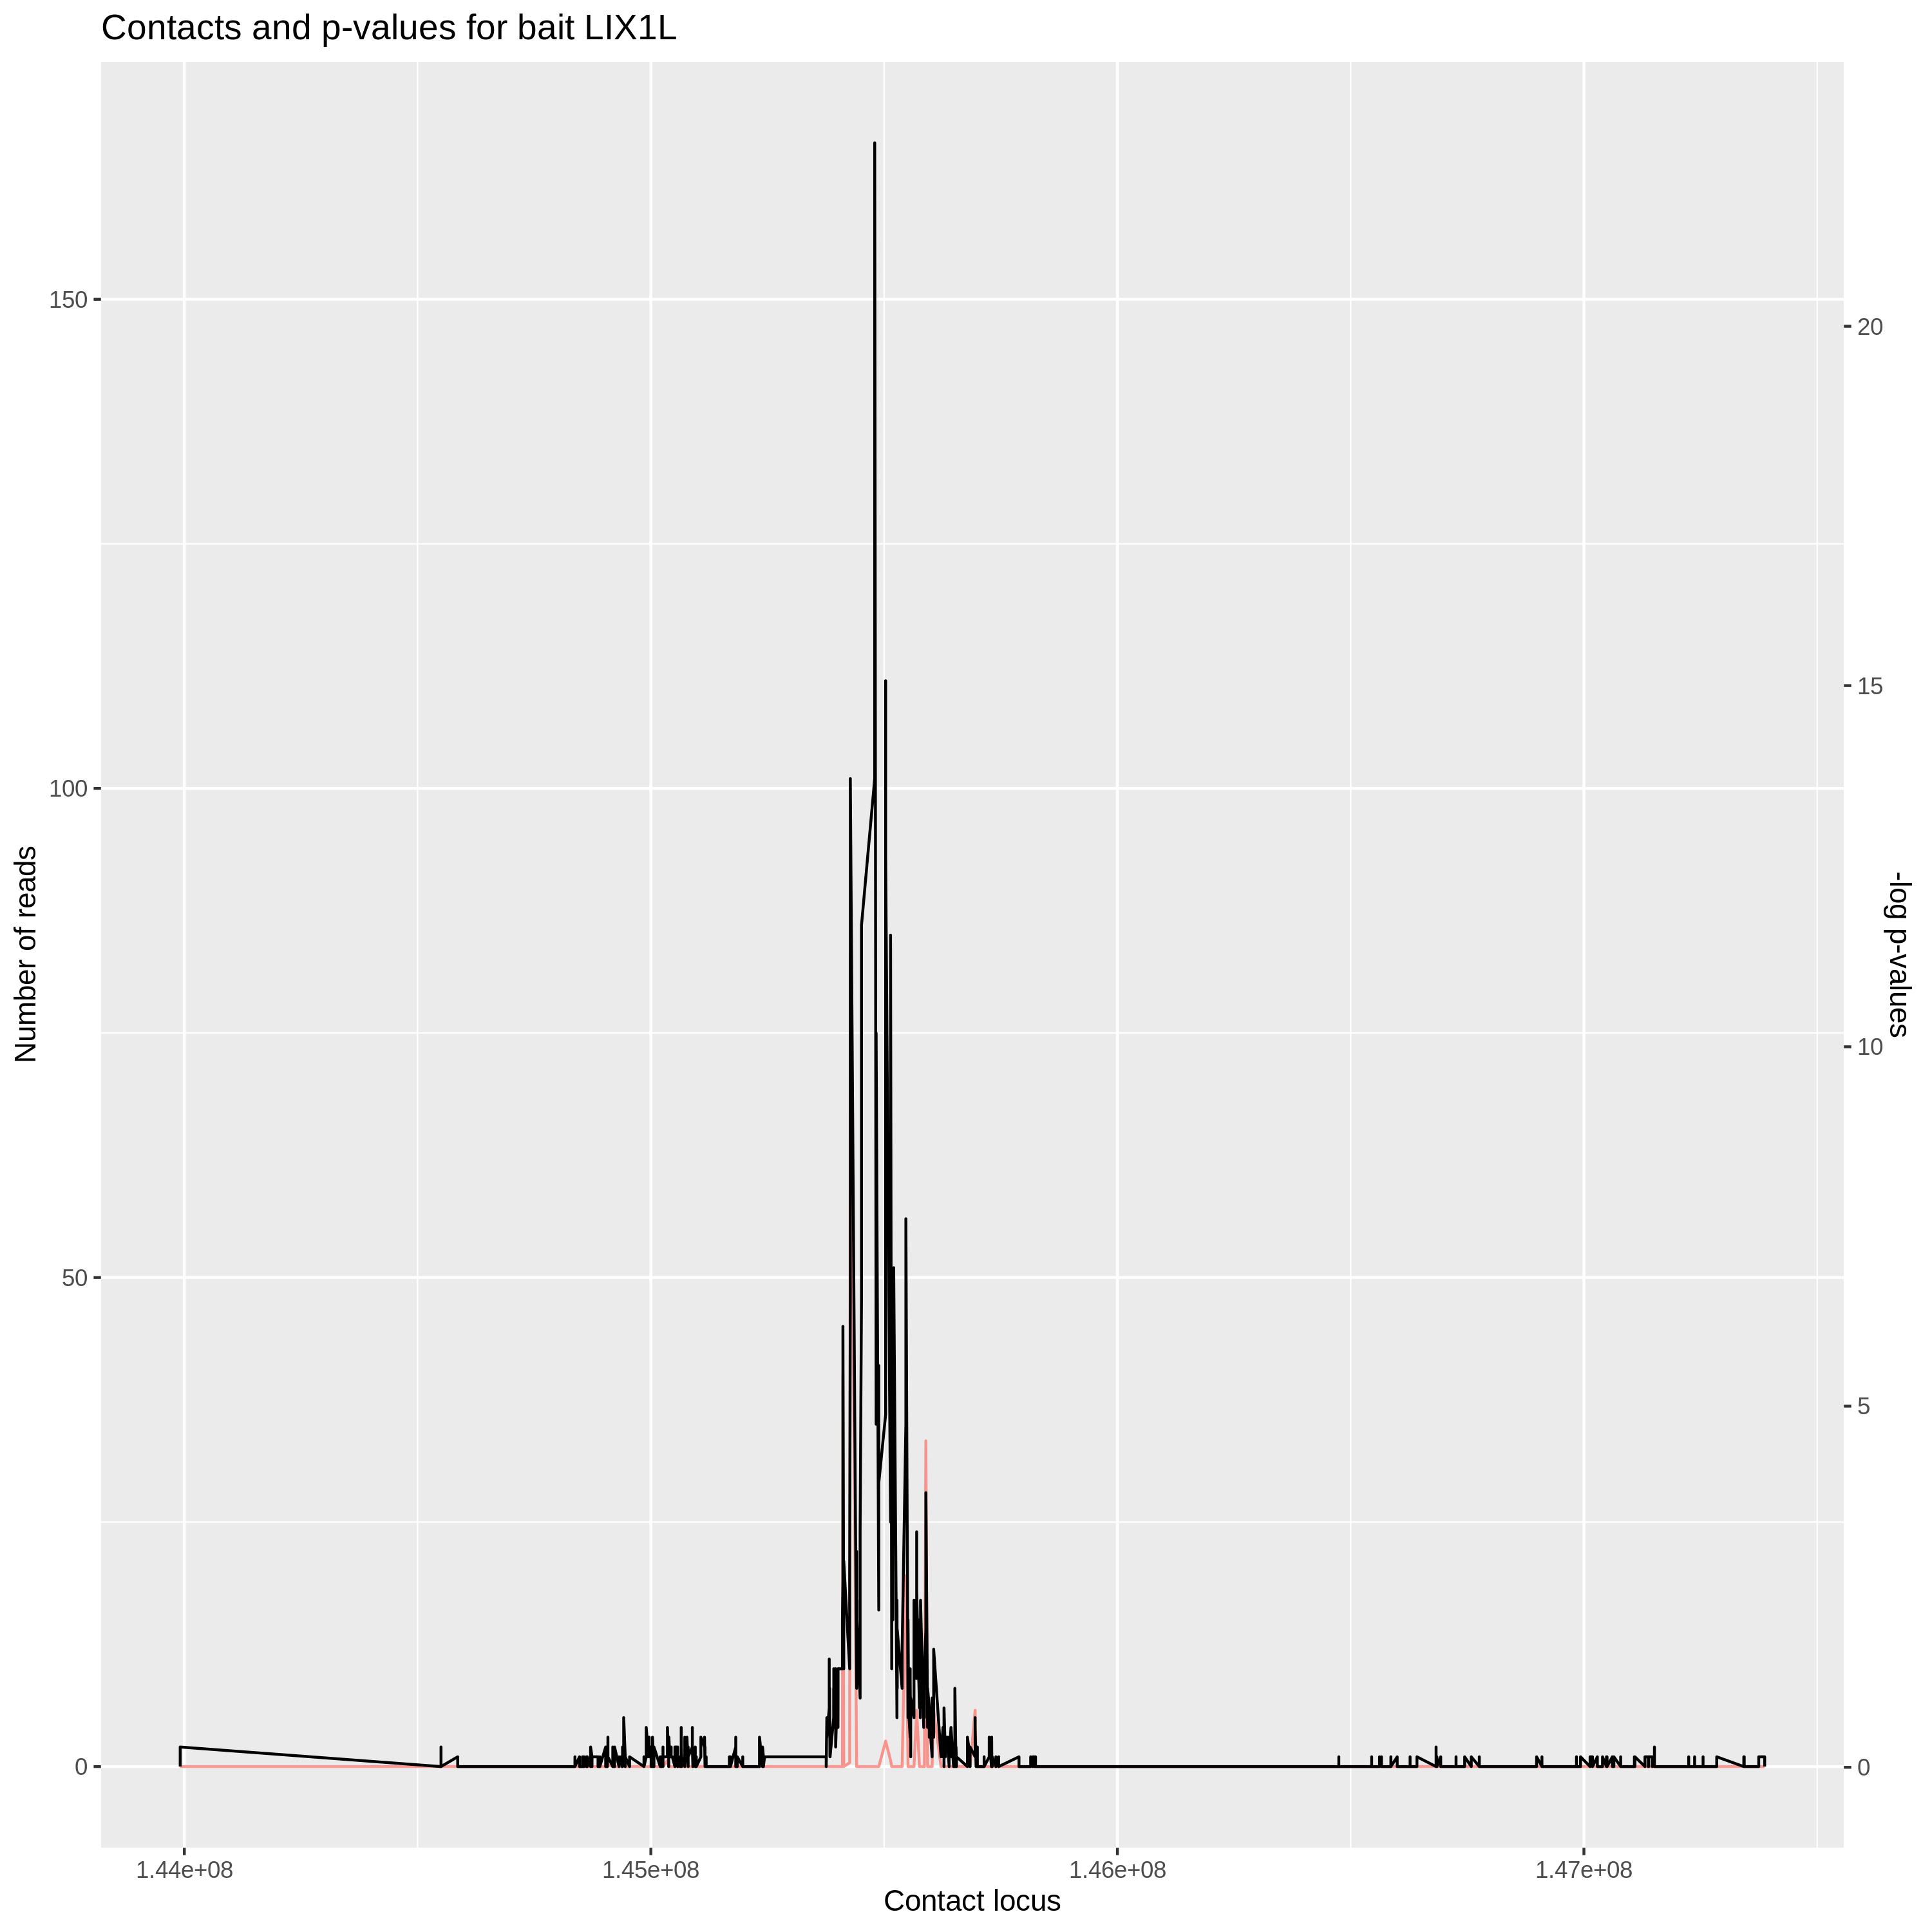 Contacts and p-values for bait LIX1L
150
100
50
0
Number of reads
20
15
10
5
0
-log p-values
1.44e+08
1.45e+08
1.46e+08
1.47e+08
Contact locus